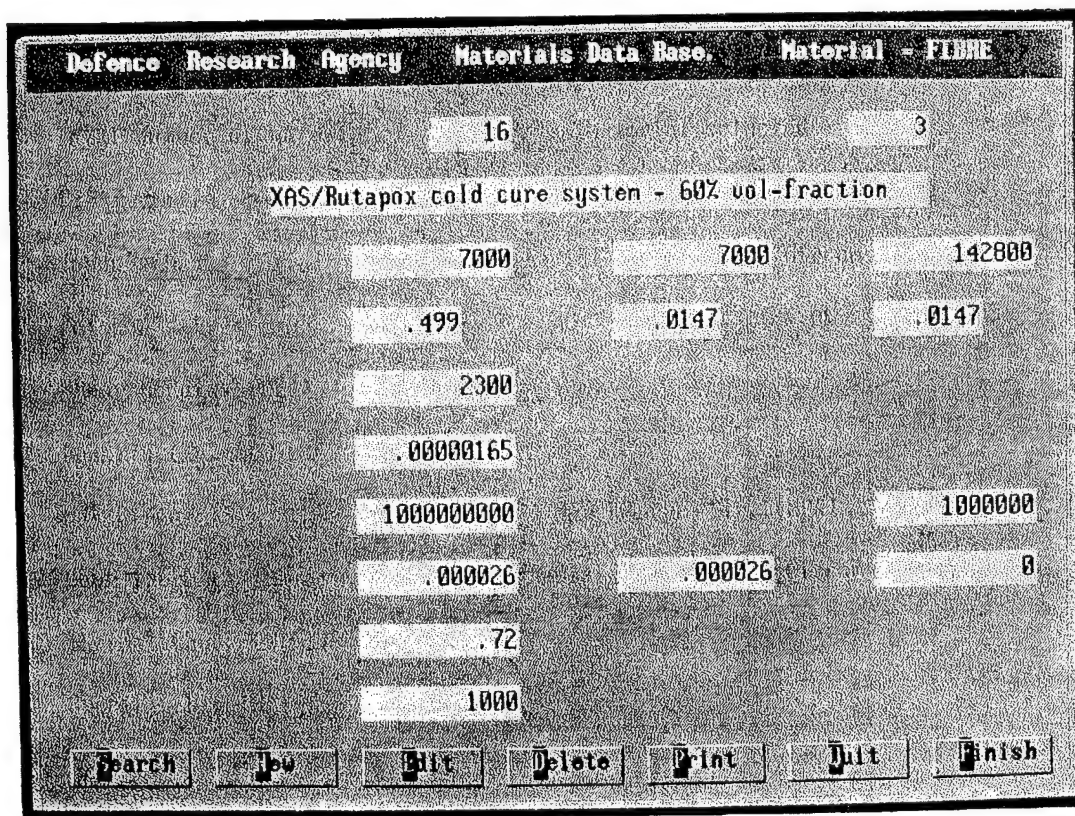 Defence Research Agency Materials Data Base. Material - FIBRE
16 3
XAS/Rutapox cold cure system - 60% vol-fraction
7000 7000 142800
.499 .0147 .0147
2300
.00000165
1000000000 1000000
.000026 .000026 0
.72
1000
Search New Edit Delete Print Quit Finish